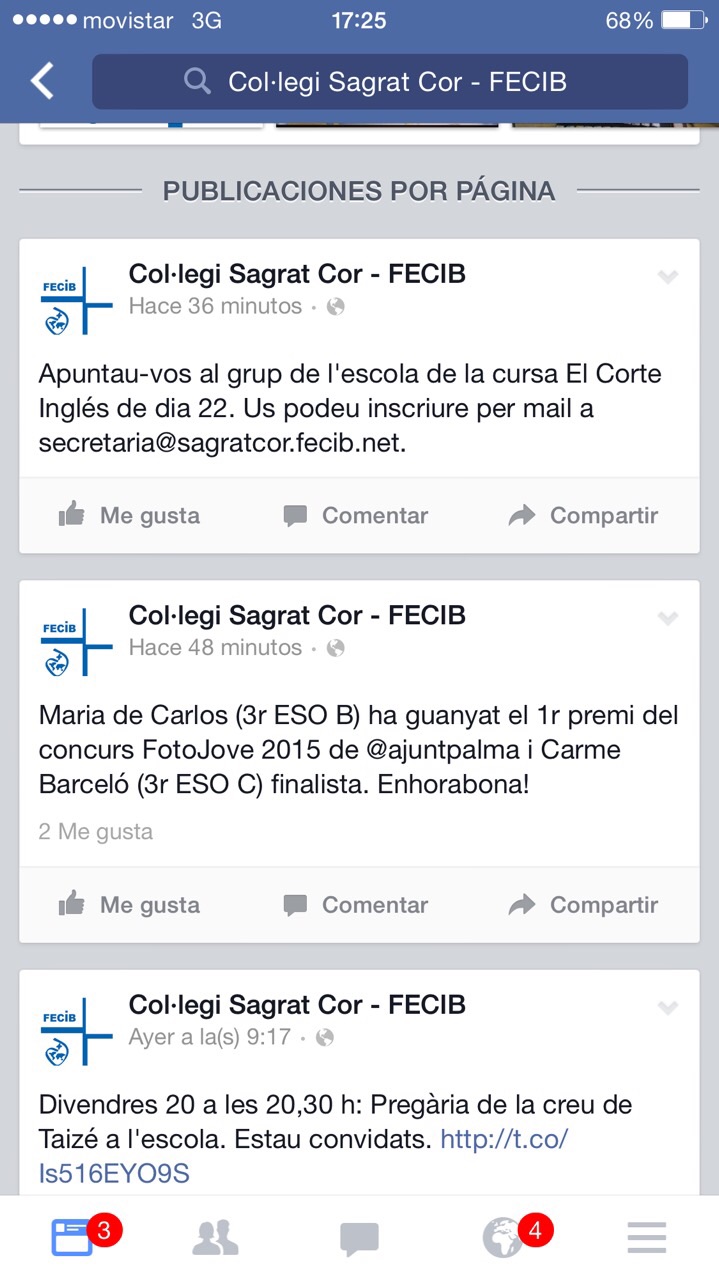 movistar 3G 17:25 68%
Col·legi Sagrat Cor - FECIB
PUBLICACIONES POR PÁGINA
FECIB
Col·legi Sagrat Cor - FECIB
Hace 36 minutos ·
Apuntau-vos al grup de l'escola de la cursa El Corte
Inglés de dia 22. Us podeu inscriure per mail a
secretaria@sagratcor.fecib.net.
Me gusta Comentar Compartir
FECIB
Col·legi Sagrat Cor - FECIB
Hace 48 minutos ·
Maria de Carlos (3r ESO B) ha guanyat el 1r premi del
concurs FotoJove 2015 de @ajuntpalma i Carme
Barceló (3r ESO C) finalista. Enhorabona!
2 Me gusta
Me gusta Comentar Compartir
FECIB
Col·legi Sagrat Cor - FECIB
Ayer a la(s) 9:17 ·
Divendres 20 a les 20,30 h: Pregària de la creu de
Taizé a l'escola. Estau convidats. http://t.co/
Is516EYO9S
3 4